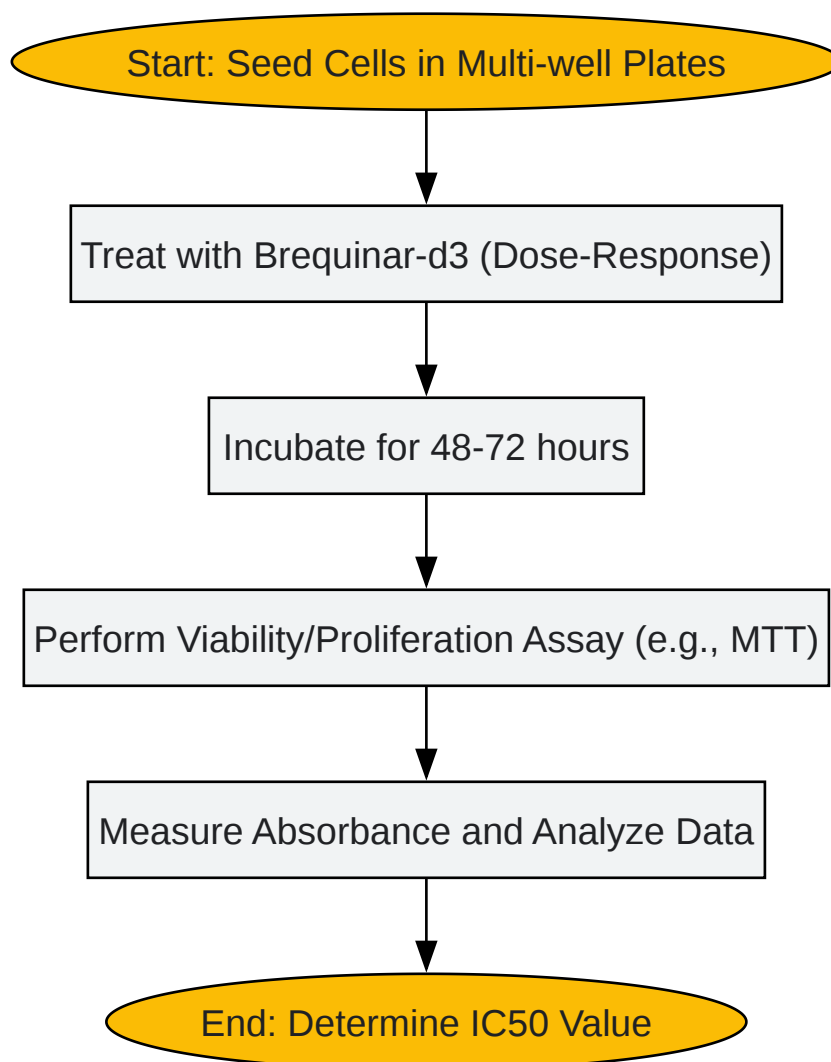 Start: Seed Cells in Multi-well Plates
Treat with Brequinar-d3 (Dose-Response)
Incubate for 48-72 hours
Perform Viability/Proliferation Assay (e.g., MTT)
Measure Absorbance and Analyze Data
End: Determine IC50 Value